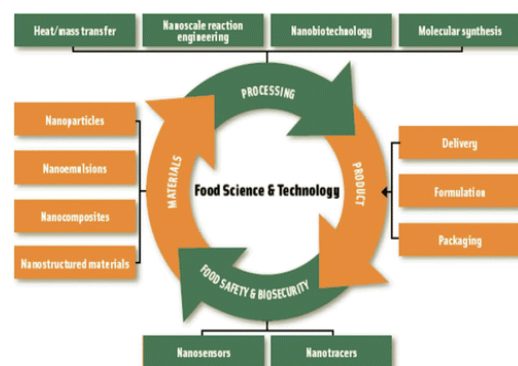 Heat/mass transfer
Nanoscale reaction
engineering
Nanobiotechnology
Molecular synthesis
PROCESSING
Nanoparticles
Nanoemulsions
Nanocomposites
Nanostructured materials
MATERIALS
Food Science & Technology
PRODUCT
Delivery
Formulation
Packaging
FOOD SAFETY & BIOSECURITY
Nanosensors
Nanotracers